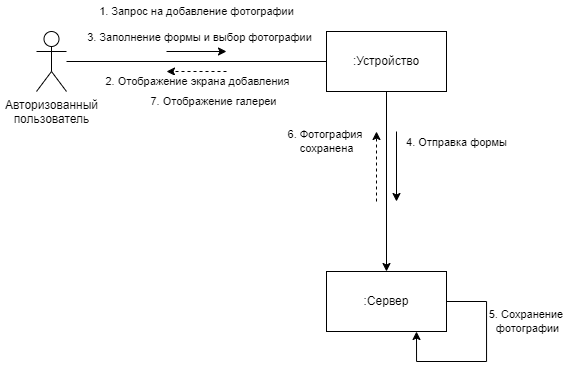 1. Запрос на добавление фотографии
3. Заполнение формы и выбор фотографии
2. Отображение экрана добавления
7. Отображение галереи
Авторизованный
пользователь
:Устройство
6. Фотография
сохранена
4. Отправка формы
:Сервер
5. Сохранение
фотографии